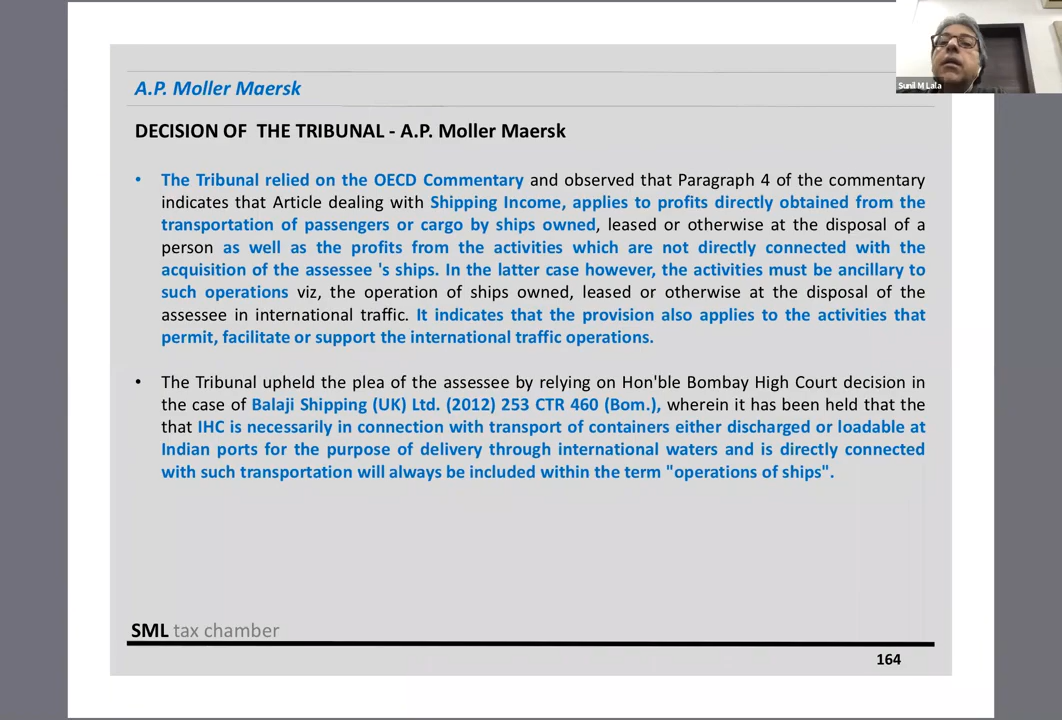 Sunil M Lala
A.P. Moller Maersk
DECISION OF THE TRIBUNAL - A.P. Moller Maersk
• The Tribunal relied on the OECD Commentary and observed that Paragraph 4 of the commentary
indicates that Article dealing with Shipping Income, applies to profits directly obtained from the
transportation of passengers or cargo by ships owned, leased or otherwise at the disposal of a
person as well as the profits from the activities which are not directly connected with the
acquisition of the assessee 's ships. In the latter case however, the activities must be ancillary to
such operations viz, the operation of ships owned, leased or otherwise at the disposal of the
assessee in international traffic. It indicates that the provision also applies to the activities that
permit, facilitate or support the international traffic operations.
• The Tribunal upheld the plea of the assessee by relying on Hon'ble Bombay High Court decision in
the case of Balaji Shipping (UK) Ltd. (2012) 253 CTR 460 (Bom.), wherein it has been held that the
that IHC is necessarily in connection with transport of containers either discharged or loadable at
Indian ports for the purpose of delivery through international waters and is directly connected
with such transportation will always be included within the term "operations of ships".
SML tax chamber
164